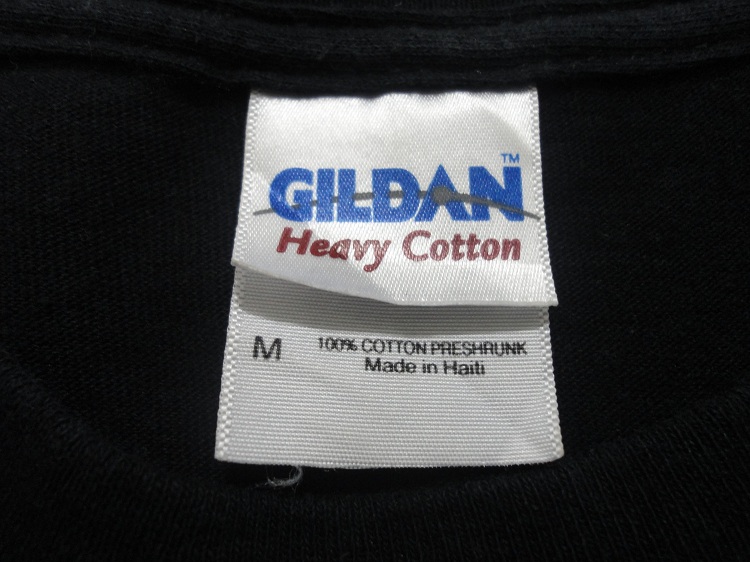 GILDAN™
Heavy Cotton
M 100% COTTON PRESHRUNK
Made in Haiti